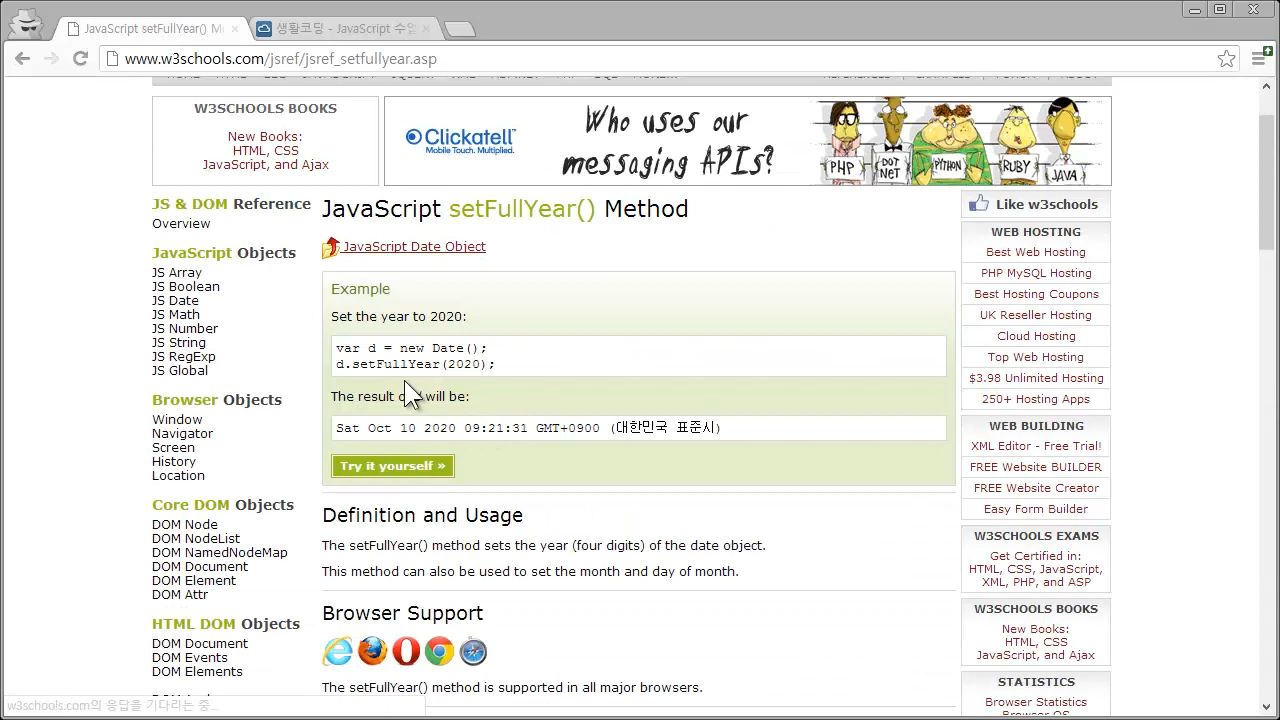 JavaScript setFullYear() M
생활코딩 - JavaScript 수업
www.w3schools.com/jsref/jsref_setfullyear.asp
W3SCHOOLS BOOKS
New Books:
HTML, CSS
JavaScript, and Ajax
Clickatell
Mobile Touch. Multiplied.
Who uses our
messaging APIs?
PHP
DOT NET
PYTHON
RUBY
JAVA
JS & DOM Reference
Overview
JavaScript Objects
JS Array
JS Boolean
JS Date
JS Math
JS Number
JS String
JS RegExp
JS Global
Browser Objects
Window
Navigator
Screen
History
Location
Core DOM Objects
DOM Node
DOM NodeList
DOM NamedNodeMap
DOM Document
DOM Element
DOM Attr
HTML DOM Objects
DOM Document
DOM Events
DOM Elements
JavaScript setFullYear() Method
JavaScript Date Object
Example
Set the year to 2020:
var d = new Date();
d.setFullYear(2020);
The result will be:
Sat Oct 10 2020 09:21:31 GMT+0900 (대한민국 표준시)
Try it yourself »
Definition and Usage
The setFullYear() method sets the year (four digits) of the date object.
This method can also be used to set the month and day of month.
Browser Support
The setFullYear() method is supported in all major browsers.
Like w3schools
WEB HOSTING
Best Web Hosting
PHP MySQL Hosting
Best Hosting Coupons
UK Reseller Hosting
Cloud Hosting
Top Web Hosting
$3.98 Unlimited Hosting
250+ Hosting Apps
WEB BUILDING
XML Editor - Free Trial!
FREE Website BUILDER
FREE Website Creator
Easy Form Builder
W3SCHOOLS EXAMS
Get Certified in:
HTML, CSS, JavaScript,
XML, PHP, and ASP
W3SCHOOLS BOOKS
New Books:
HTML, CSS
JavaScript, and Ajax
STATISTICS
Browser Statistics
Browser OS
w3schools.com의 응답을 기다리는 중...